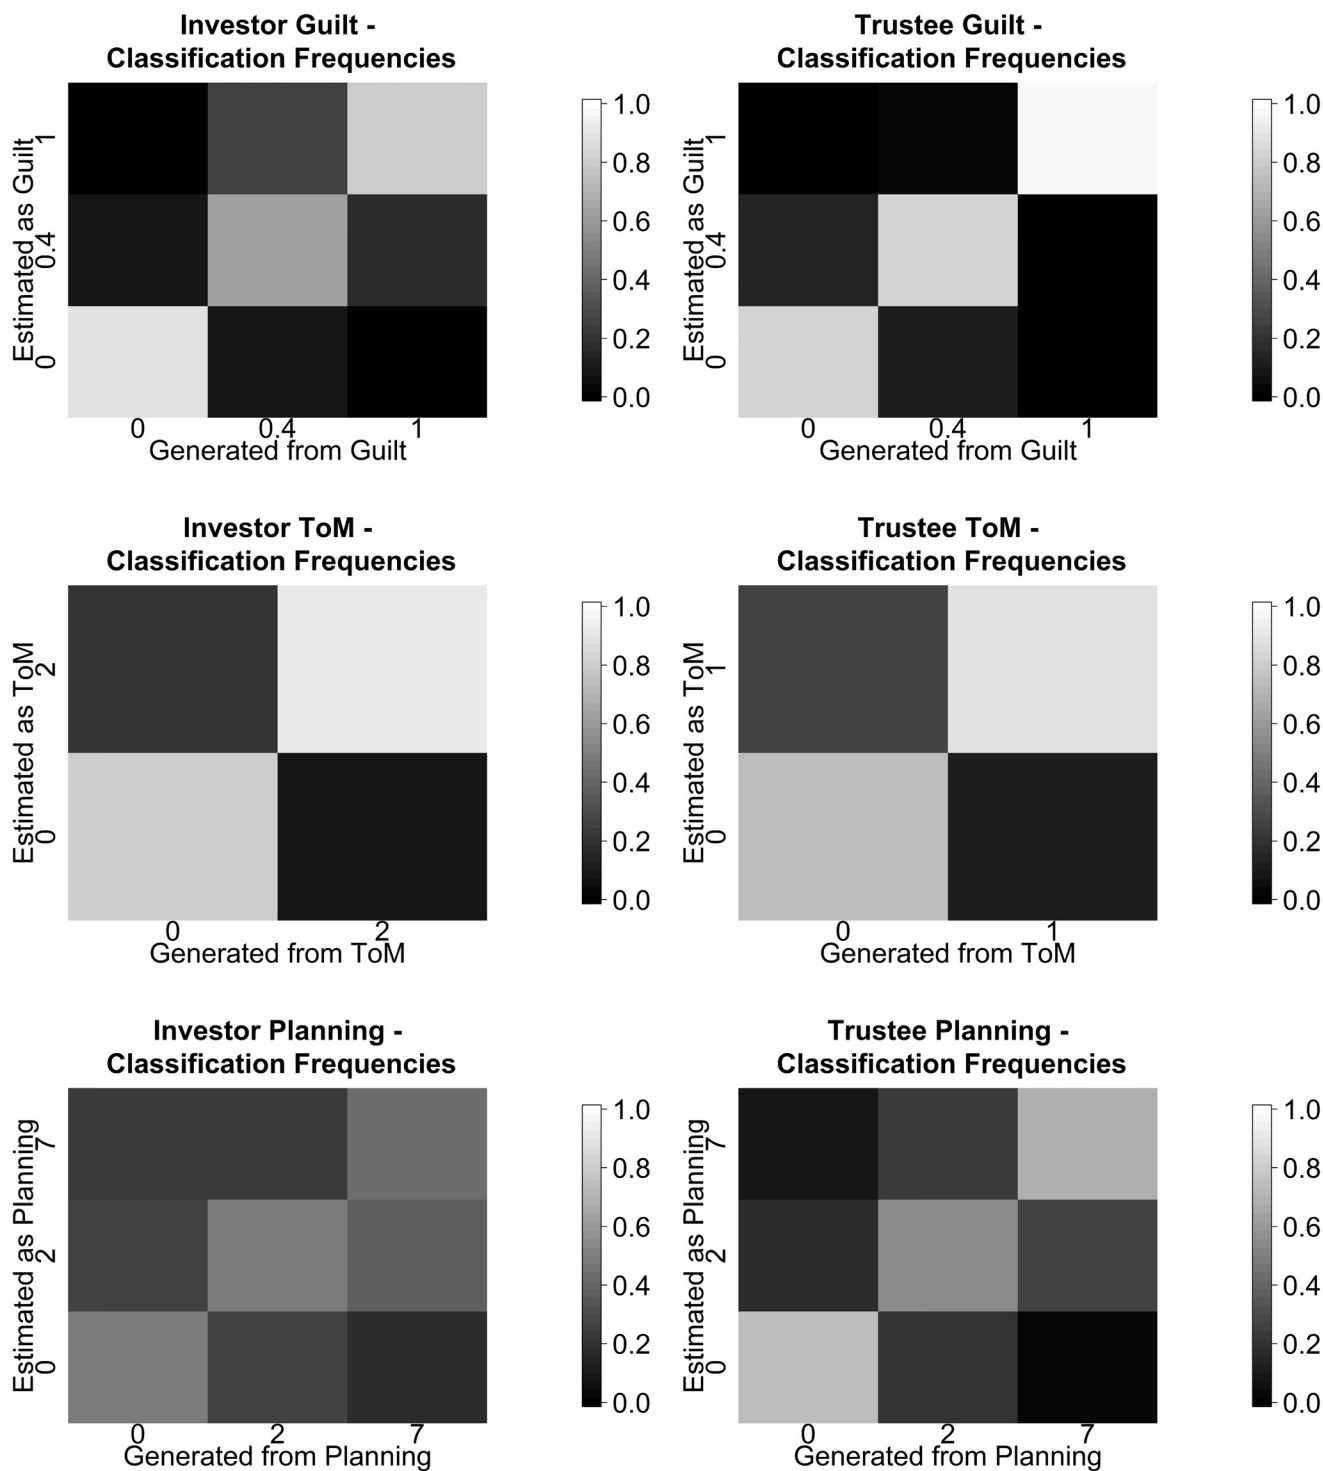 Investor Guilt -
Classification Frequencies
Estimated as Guilt
1
0.4
0
0 0.4 1
Generated from Guilt
1.0
0.8
0.6
0.4
0.2
0.0
Trustee Guilt -
Classification Frequencies
Estimated as Guilt
1
0.4
0
0 0.4 1
Generated from Guilt
1.0
0.8
0.6
0.4
0.2
0.0
Investor ToM -
Classification Frequencies
Estimated as ToM
2
0
0 2
Generated from ToM
1.0
0.8
0.6
0.4
0.2
0.0
Trustee ToM -
Classification Frequencies
Estimated as ToM
1
0
0 1
Generated from ToM
1.0
0.8
0.6
0.4
0.2
0.0
Investor Planning -
Classification Frequencies
Estimated as Planning
7
2
0
0 2 7
Generated from Planning
1.0
0.8
0.6
0.4
0.2
0.0
Trustee Planning -
Classification Frequencies
Estimated as Planning
7
2
0
0 2 7
Generated from Planning
1.0
0.8
0.6
0.4
0.2
0.0